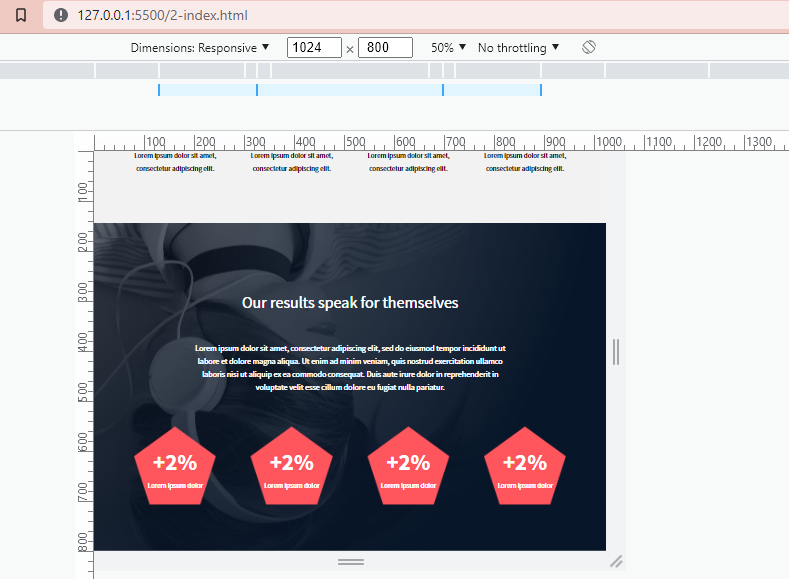 127.0.0.1:5500/2-index.html
Dimensions: Responsive ▼ 1024 × 800 50% ▼ No throttling ▼
100 200 300 400 500 600 700 800 900 1000 1100 1200 1300
100
200
300
400
500
600
700
800
Lorem ipsum dolor sit amet, Lorem ipsum dolor sit amet, Lorem ipsum dolor sit amet, Lorem ipsum dolor sit amet,
consectetur adipiscing elit. consectetur adipiscing elit. consectetur adipiscing elit. consectetur adipiscing elit.
Our results speak for themselves
Lorem ipsum dolor sit amet, consectetur adipiscing elit, sed do eiusmod tempor incididunt ut
labore et dolore magna aliqua. Ut enim ad minim veniam, quis nostrud exercitation ullamco
laboris nisi ut aliquip ex ea commodo consequat. Duis aute irure dolor in reprehenderit in
voluptate velit esse cillum dolore eu fugiat nulla pariatur.
+2% +2% +2% +2%
Lorem ipsum dolor Lorem ipsum dolor Lorem ipsum dolor Lorem ipsum dolor